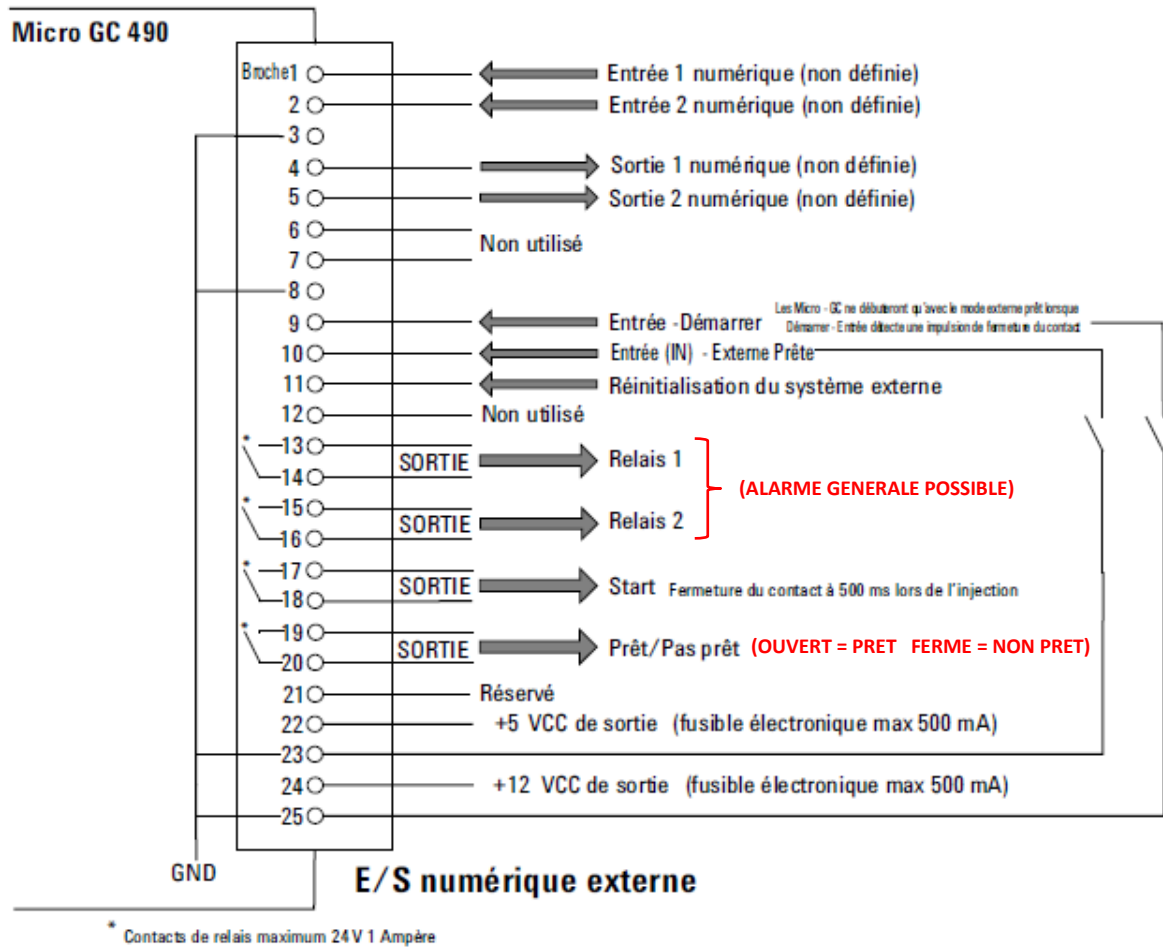 Micro GC 490
Broche1 Entrée 1 numérique (non définie)
2 Entrée 2 numérique (non définie)
3
4 Sortie 1 numérique (non définie)
5 Sortie 2 numérique (non définie)
6
Non utilisé
7
8
Les Micro - GC ne débuteront qu'avec le mode externe prêt lorsque
9 Entrée -Démarrer Démarrer - Entrée détecte une impulsion de fermeture du contact
10 Entrée (IN) - Externe Prête
11 Réinitialisation du système externe
12 Non utilisé
* 13
SORTIE Relais 1
14
(ALARME GENERALE POSSIBLE)
* 15
SORTIE Relais 2
16
* 17
SORTIE Start Fermeture du contact à 500 ms lors de l'injection
18
* 19
SORTIE Prêt/Pas prêt (OUVERT = PRET FERME = NON PRET)
20
21 Réservé
22 +5 VCC de sortie (fusible électronique max 500 mA)
23
24 +12 VCC de sortie (fusible électronique max 500 mA)
25
GND
E/S numérique externe
* Contacts de relais maximum 24 V 1 Ampère